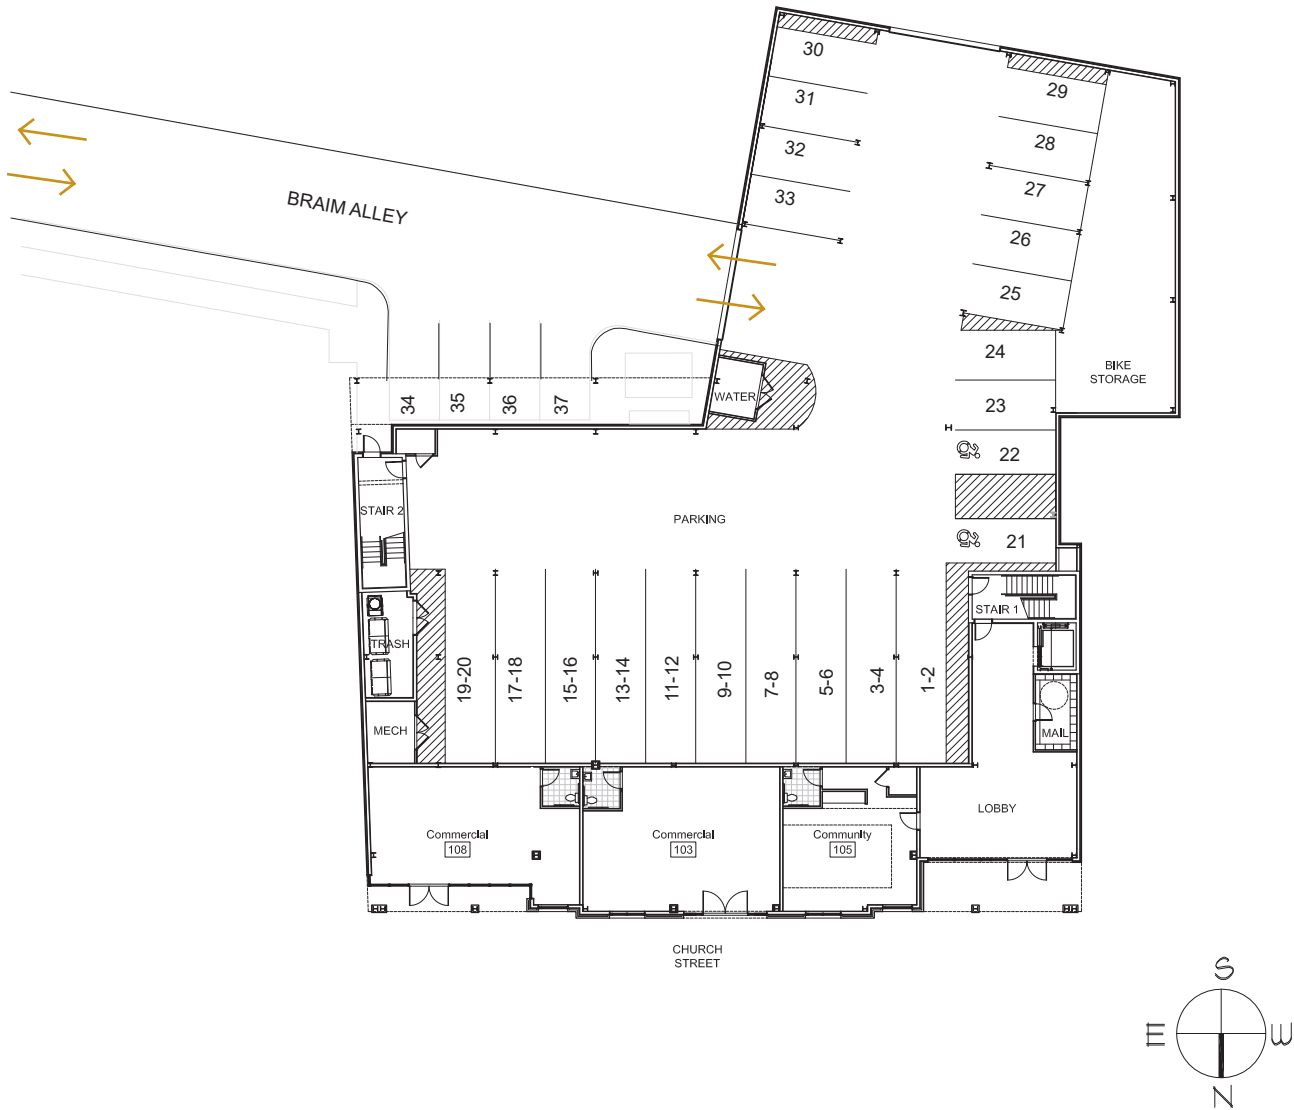 30
29
31
28
32
27
33
26
25
BRAIM ALLEY
24
23
22
21
BIKE
STORAGE
WATER
34
35
36
37
STAIR 2
PARKING
STAIR 1
TRASH
MECH
19-20
17-18
15-16
13-14
11-12
9-10
7-8
5-6
3-4
1-2
MAIL
LOBBY
Commercial
108
Commercial
103
Community
105
CHURCH
STREET
S
E
W
N